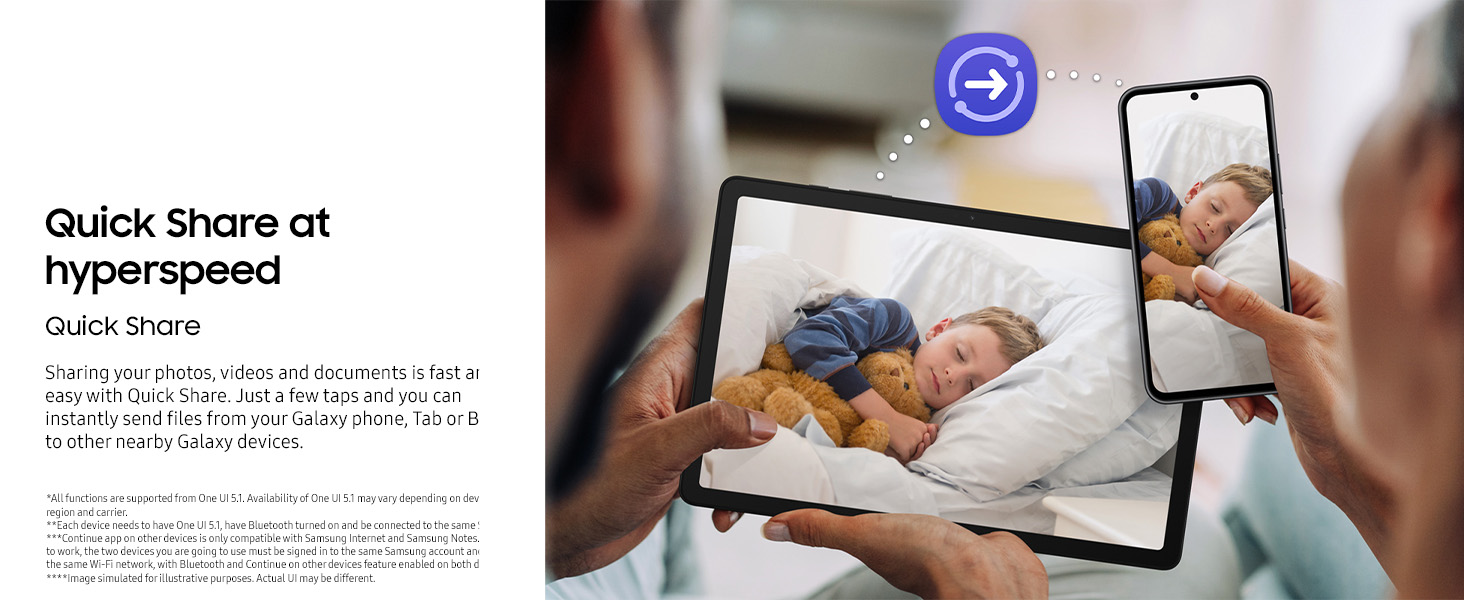 Quick Share at
hyperspeed
Quick Share
Sharing your photos, videos and documents is fast
easy with Quick Share. Just a few taps and you can
instantly send files from your Galaxy phone, Tab or
to other nearby Galaxy devices.
*All functions are supported from One UI 5.1. Availability of One UI 5.1 may vary depending on
region and carrier.
**Each device needs to have One UI 5.1, have Bluetooth turned on and be connected to the same
***Continue app on other devices is only compatible with Samsung Internet and Samsung Notes.
to work, the two devices you are going to use must be signed in to the same Samsung account
the same Wi-Fi network, with Bluetooth and Continue on other devices feature enabled on both
****Image simulated for illustrative purposes. Actual UI may be different.